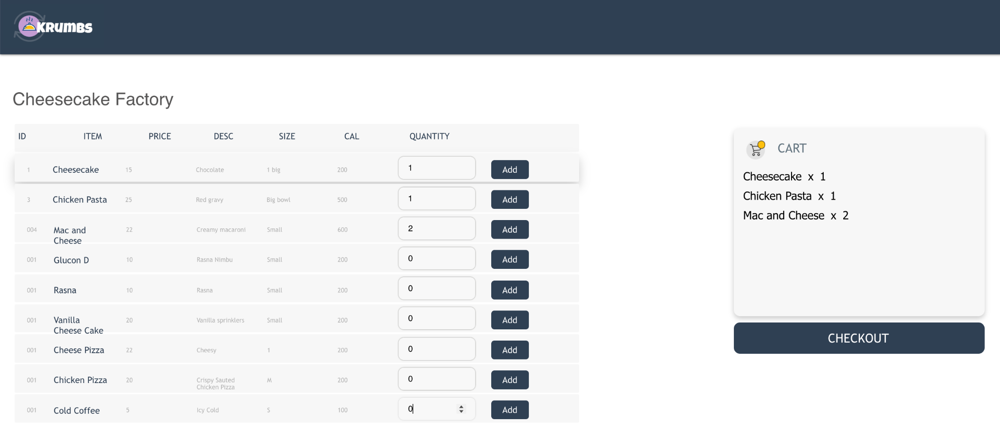 KRUMBS
Cheesecake Factory
ID ITEM PRICE DESC SIZE CAL QUANTITY
1 Cheesecake 15 Chocolate 1 big 200 1 Add
3 Chicken Pasta 25 Red gravy Big bowl 500 1 Add
004 Mac and 22 Creamy macaroni Small 600 2 Add
Cheese
001 Glucon D 10 Rasna Nimbu Small 200 0 Add
001 Rasna 10 Rasna Small 200 0 Add
001 Vanilla 20 Vanilla sprinklers Small 200 0 Add
Cheese Cake
001 Cheese Pizza 22 Cheesy 1 200 0 Add
001 Chicken Pizza 20 Crispy Sauted M 200 0 Add
Chicken Pizza
001 Cold Coffee 5 Icy Cold S 100 0 Add
CART
Cheesecake x 1
Chicken Pasta x 1
Mac and Cheese x 2
CHECKOUT